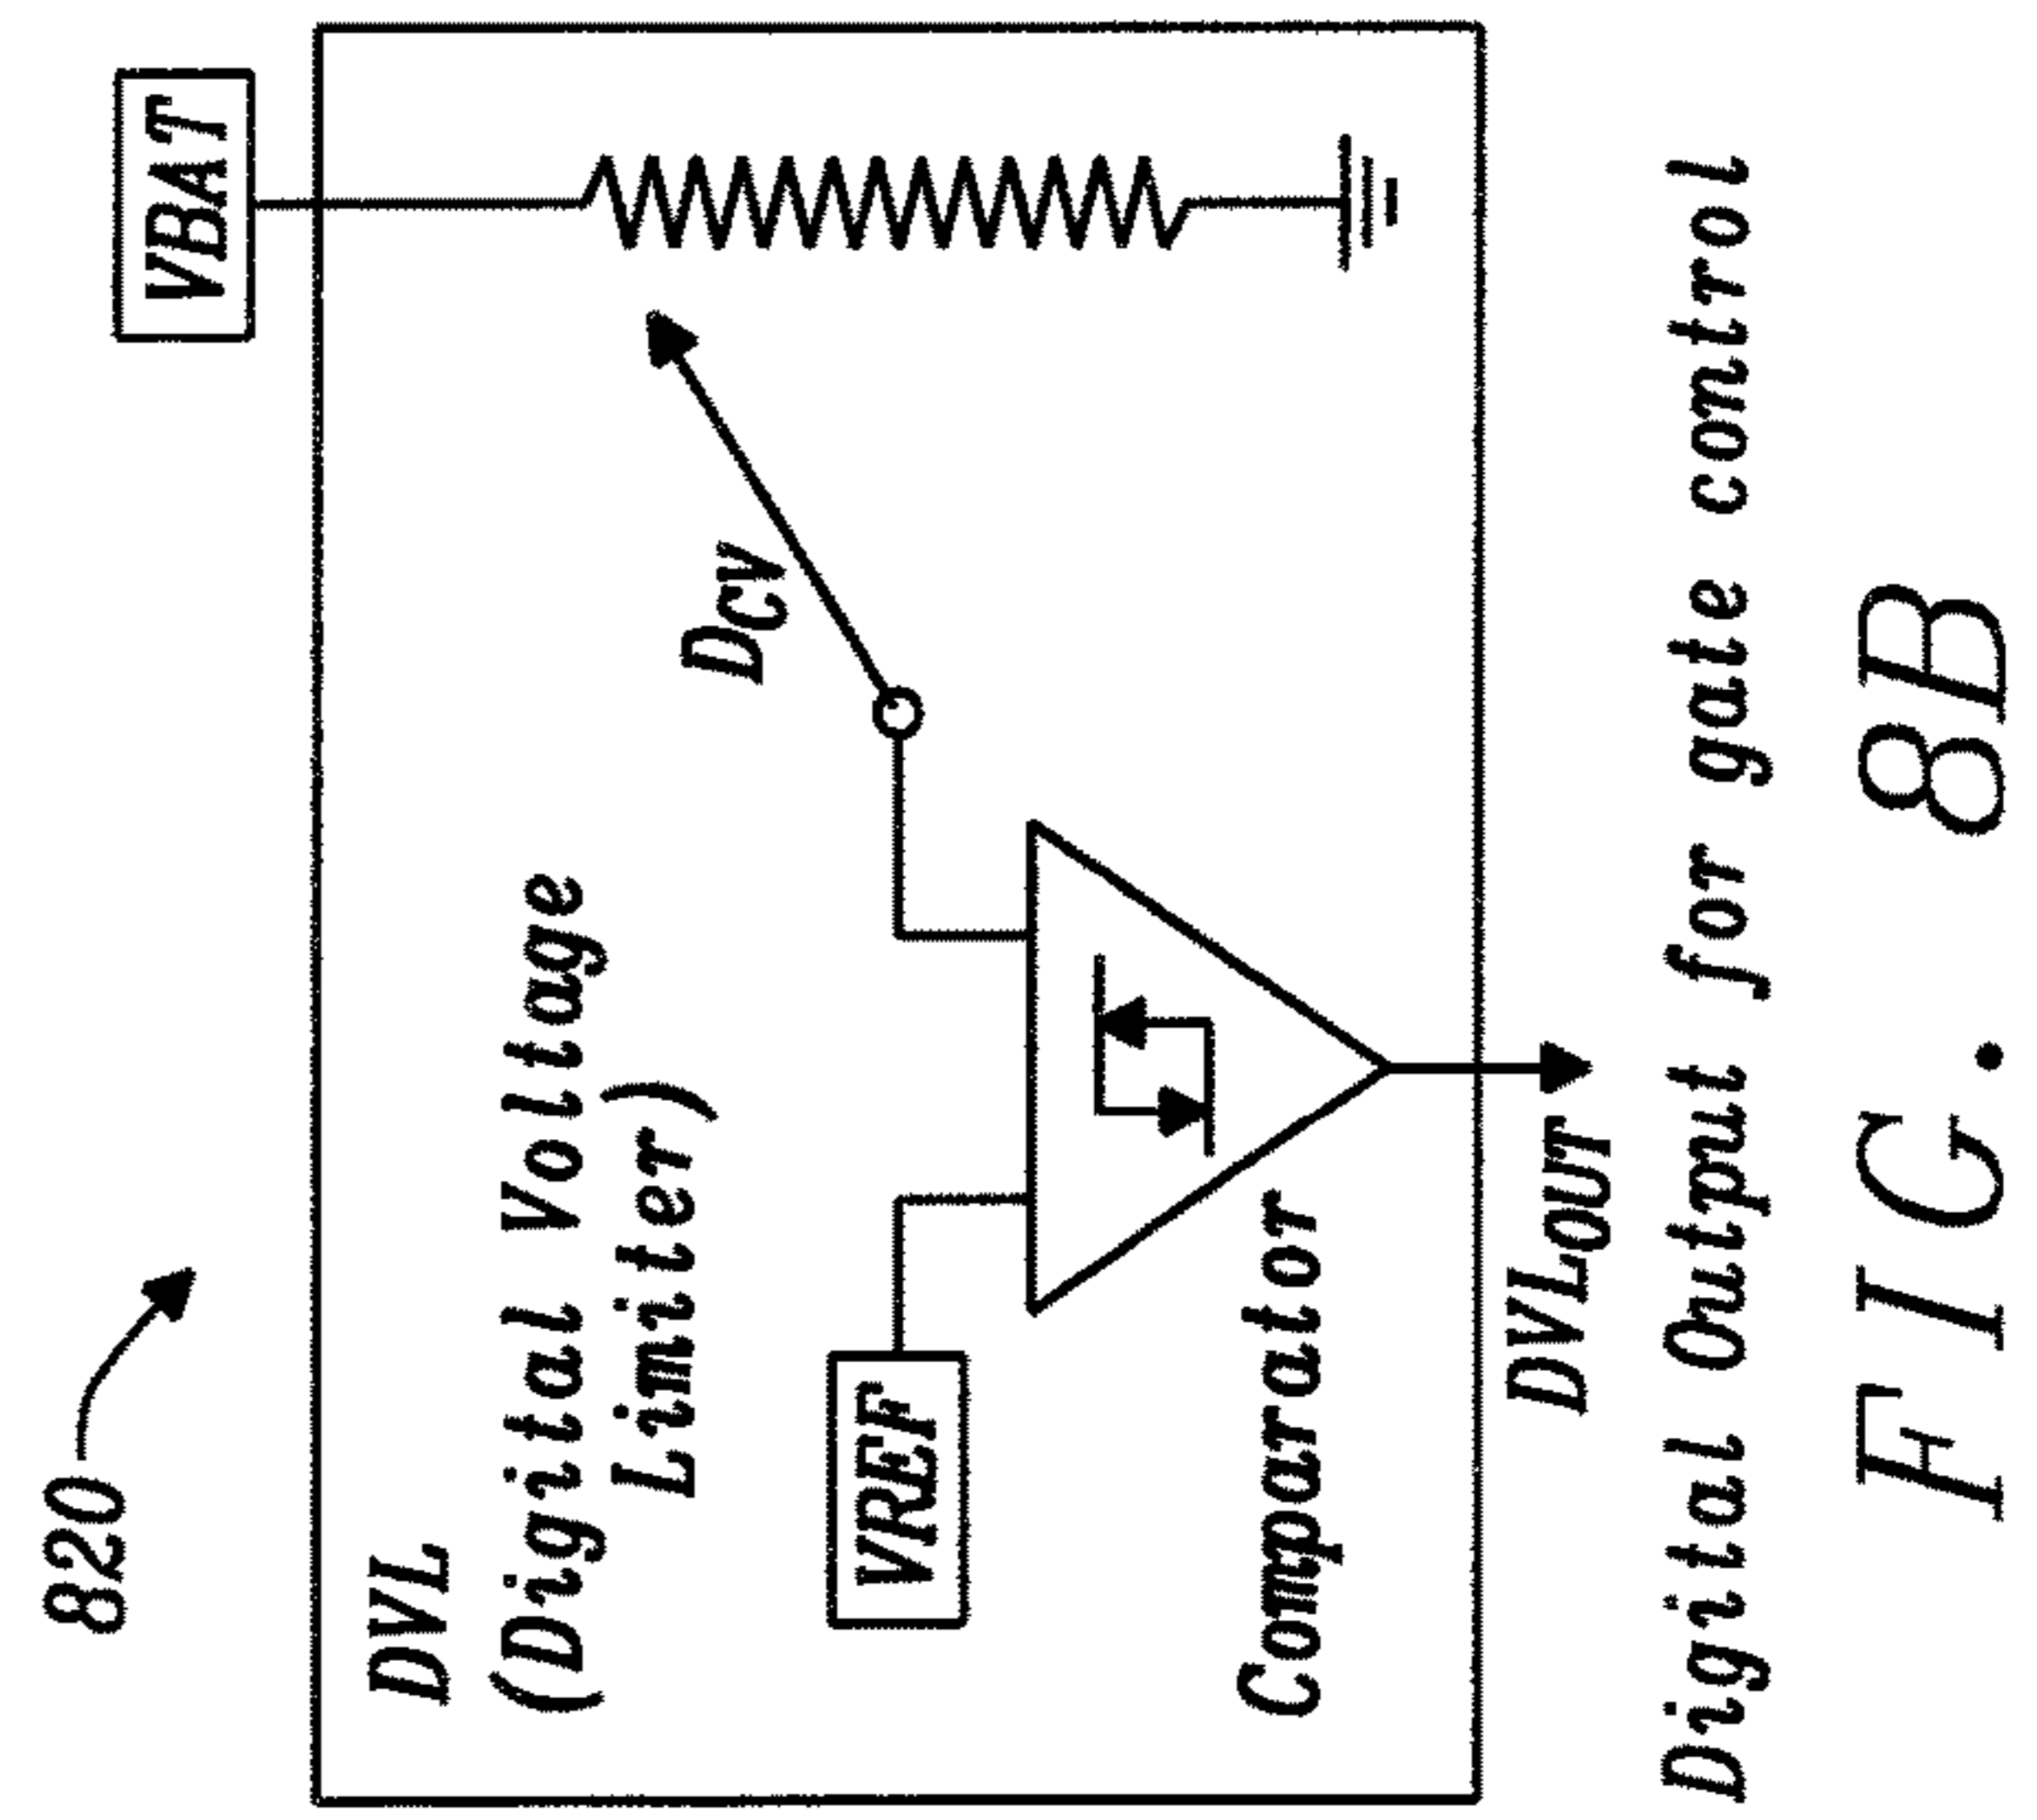 820
VBAT
DVL
(Digital Voltage
Limiter)
DCV
VREF
Comparator
DVLOUT
Digital Output for gate control
FIG. 8B